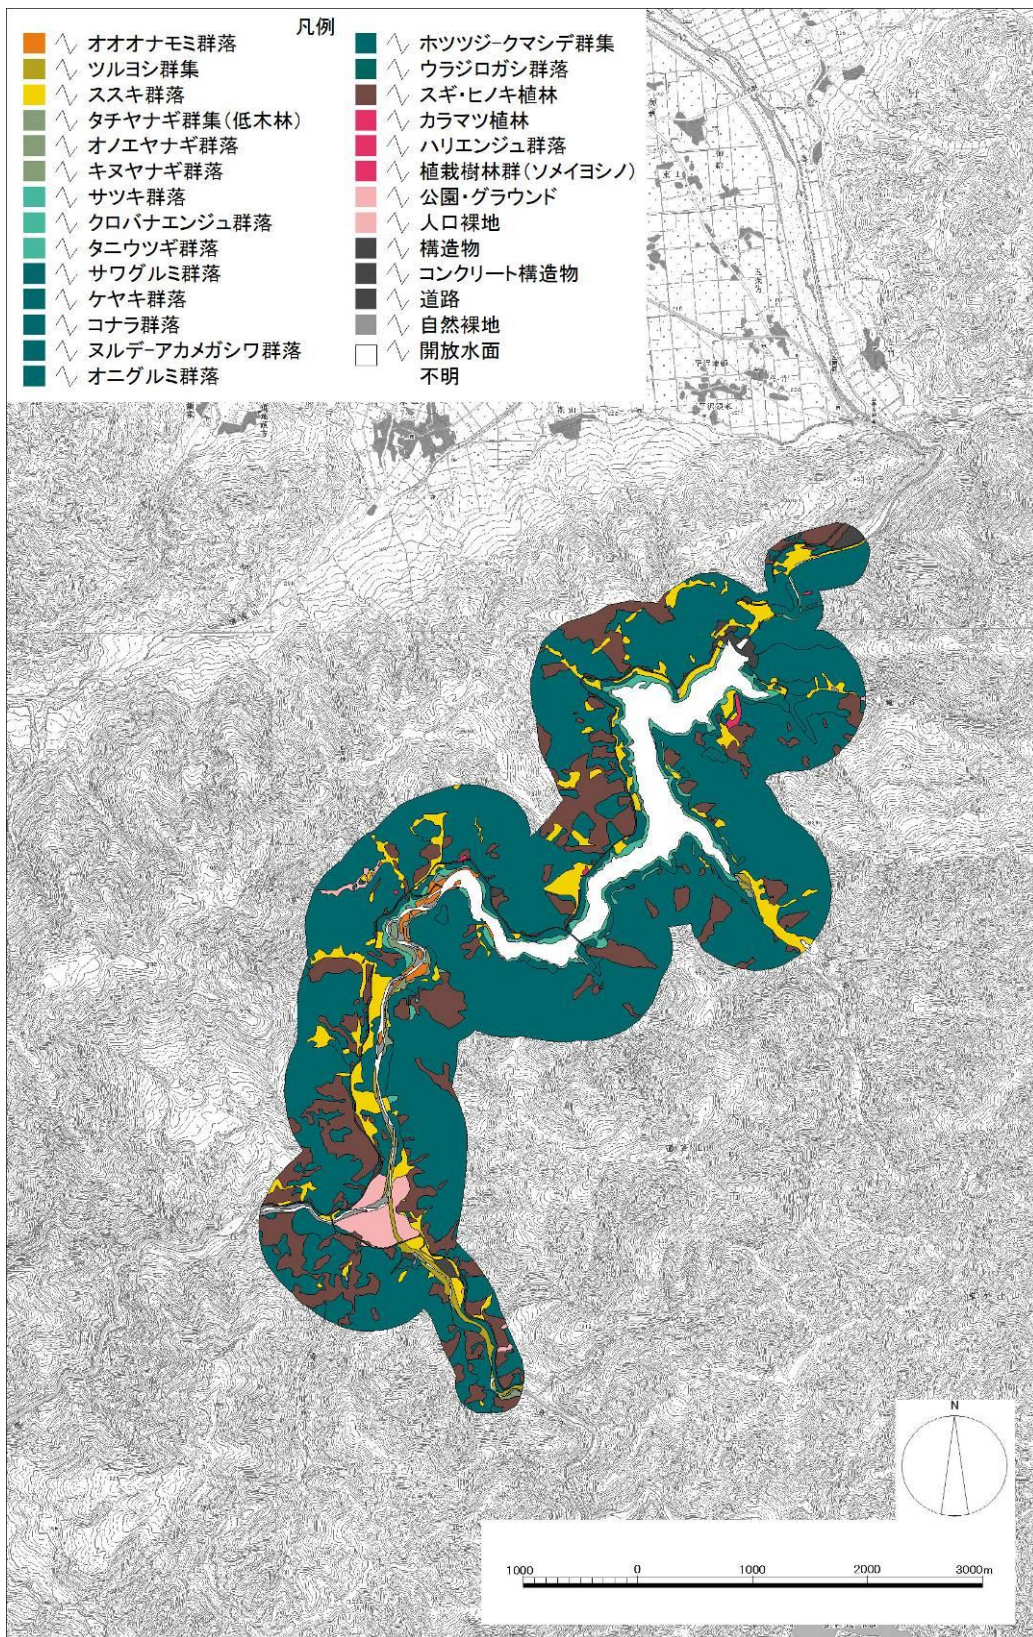 凡例
オオオナモミ群落
ツルヨシ群集
ススキ群落
タチヤナギ群集(低木林)
オノエヤナギ群落
キヌヤナギ群落
サツキ群落
クロバナエンジュ群落
タニウツギ群落
サワグルミ群落
ケヤキ群落
コナラ群落
ヌルデ-アカメガシワ群落
オニグルミ群落
ホツツジ-クマシデ群集
ウラジロガシ群落
スギ・ヒノキ植林
カラマツ植林
ハリエンジュ群落
植栽樹林群(ソメイヨシノ)
公園・グラウンド
人口裸地
構造物
コンクリート構造物
道路
自然裸地
開放水面
不明
N
1000 0 1000 2000 3000m